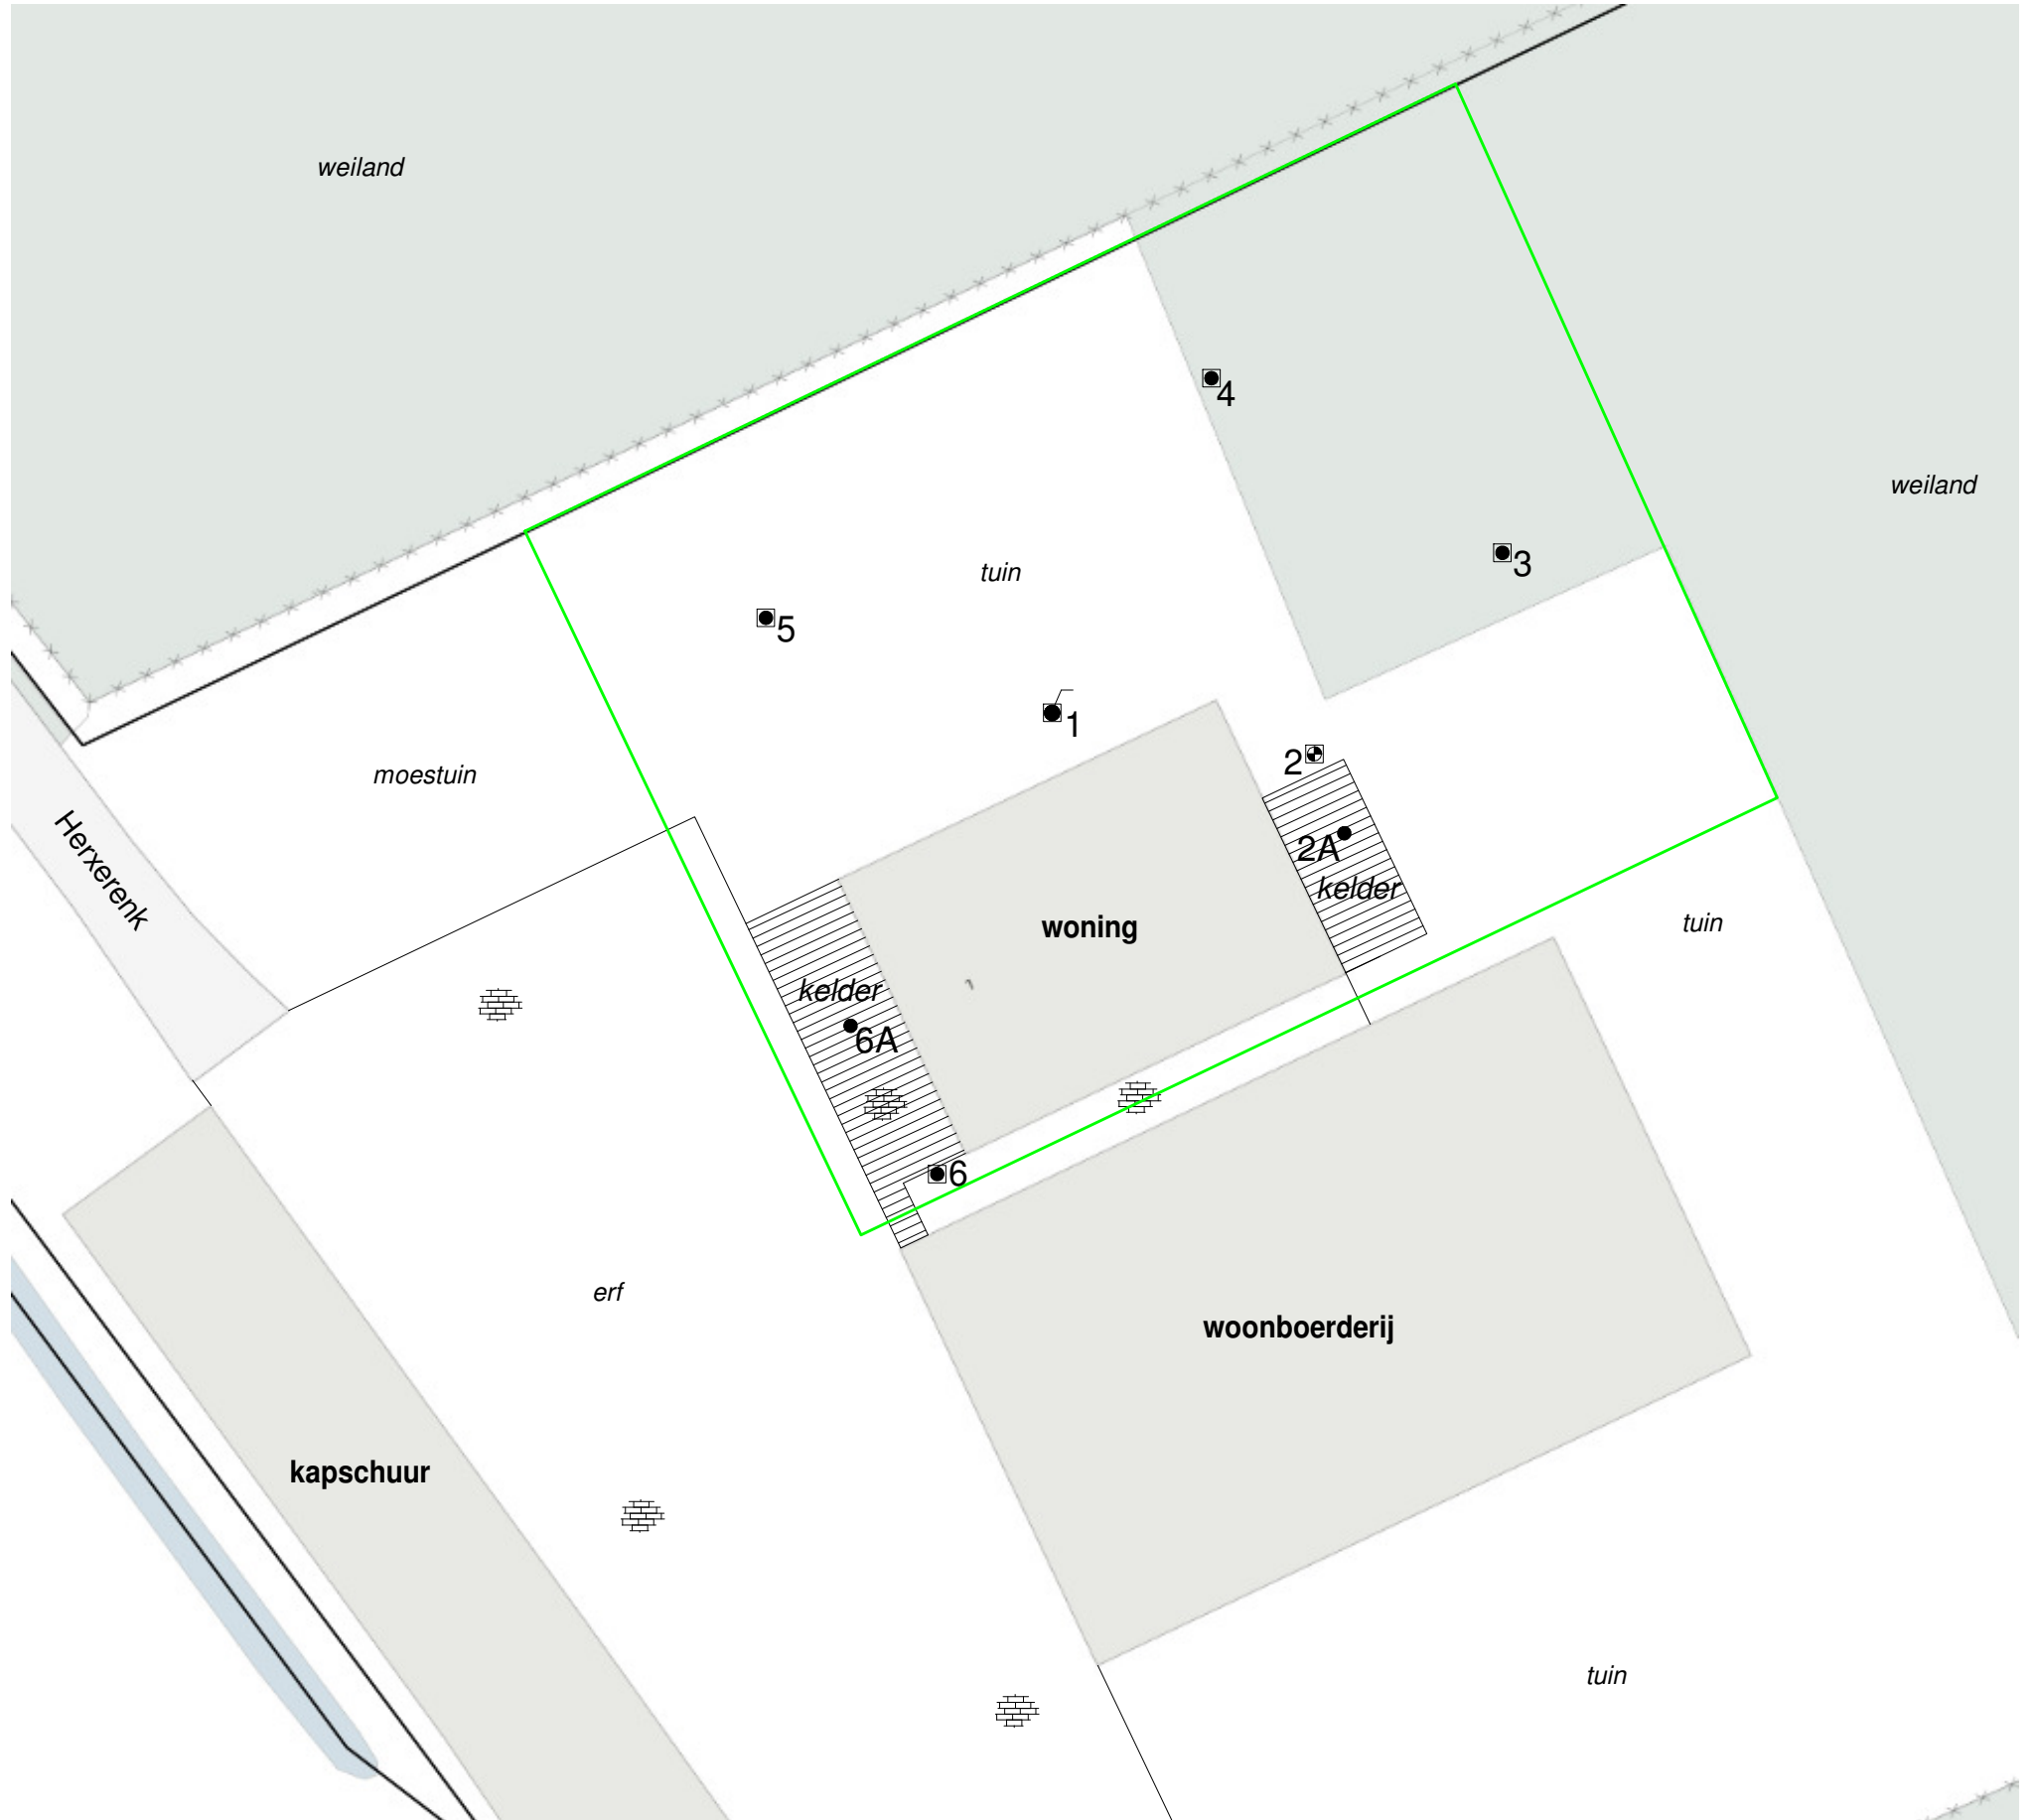 weiland
4
weiland
3
tuin
5
1
2
moestuin
2A
kelder
Herxerenk
woning
tuin
kelder
6A
6
erf
woonboerderij
kapschuur
tuin